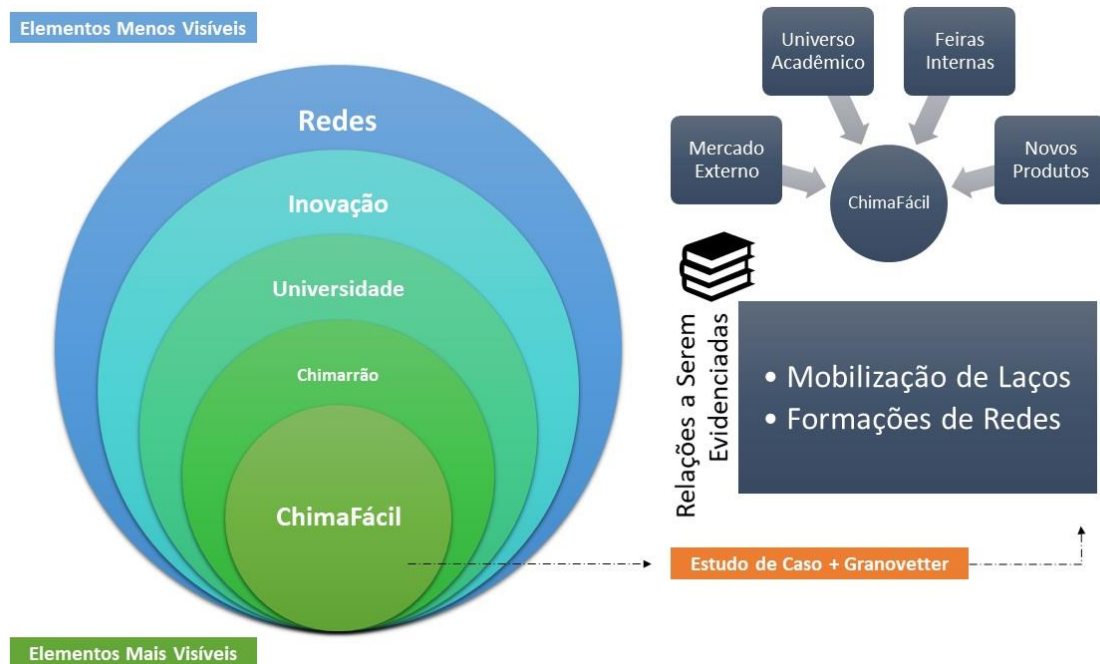 Elementos Menos Visíveis
Redes
Inovação
Universidade
Chimarrão
ChimaFácil
Elementos Mais Visíveis
Universo
Acadêmico
Feiras
Internas
Mercado
Externo
Novos
Produtos
ChimaFácil
Relações a Serem
Evidenciadas
• Mobilização de Laços
• Formações de Redes
Estudo de Caso + Granovetter